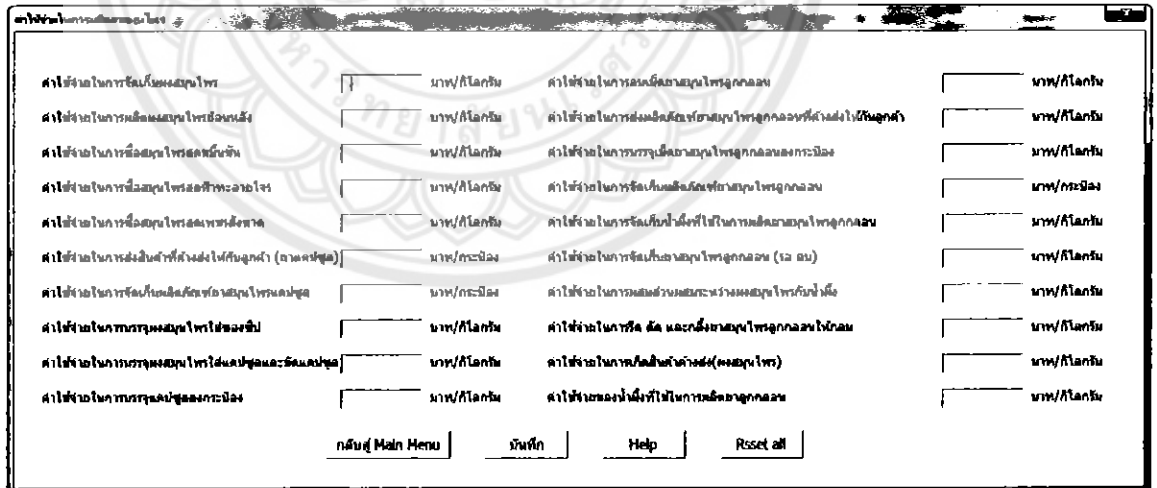 ค่าใช้จ่ายในการผลิตยาสมุนไพร
ค่าใช้จ่ายในการจัดเก็บผงสมุนไพร บาท/กิโลกรัม ค่าใช้จ่ายในการอบเม็ดยาสมุนไพรลูกกลอน บาท/กิโลกรัม
ค่าใช้จ่ายในการผลิตผงสมุนไพรย้อนหลัง บาท/กิโลกรัม ค่าใช้จ่ายในการส่งผลิตภัณฑ์ยาสมุนไพรลูกกลอนที่ค้างส่งให้กับลูกค้า บาท/กิโลกรัม
ค่าใช้จ่ายในการซื้อสมุนไพรสดขมิ้นชัน บาท/กิโลกรัม ค่าใช้จ่ายในการบรรจุเม็ดยาสมุนไพรลูกกลอนลงกระป๋อง บาท/กิโลกรัม
ค่าใช้จ่ายในการซื้อสมุนไพรสดฟ้าทะลายโจร บาท/กิโลกรัม ค่าใช้จ่ายในการจัดเก็บผลิตภัณฑ์ยาสมุนไพรลูกกลอน บาท/กระป๋อง
ค่าใช้จ่ายในการซื้อสมุนไพรสดเพชรสังฆาต บาท/กิโลกรัม ค่าใช้จ่ายในการจัดเก็บน้ำผึ้งที่ใช้ในการผลิตยาสมุนไพรลูกกลอน บาท/กิโลกรัม
ค่าใช้จ่ายในการส่งสินค้าที่ค้างส่งให้กับลูกค้า (ยาแคปซูล) บาท/กระป๋อง ค่าใช้จ่ายในการจัดเก็บยาสมุนไพรลูกกลอน (รอ อบ) บาท/กิโลกรัม
ค่าใช้จ่ายในการจัดเก็บผลิตภัณฑ์ยาสมุนไพรแคปซูล บาท/กระป๋อง ค่าใช้จ่ายในการผสมส่วนผสมระหว่างผงสมุนไพรกับน้ำผึ้ง บาท/กิโลกรัม
ค่าใช้จ่ายในการบรรจุผงสมุนไพรใส่ซองซิป บาท/กิโลกรัม ค่าใช้จ่ายในการรีด ตัด และกลิ้งยาสมุนไพรลูกกลอนให้กลม บาท/กิโลกรัม
ค่าใช้จ่ายในการบรรจุผงสมุนไพรใส่แคปซูลและขัดแคปซูล บาท/กิโลกรัม ค่าใช้จ่ายในการเกิดสินค้าค้างส่ง(ผงสมุนไพร) บาท/กิโลกรัม
ค่าใช้จ่ายในการบรรจุแคปซูลลงกระป๋อง บาท/กิโลกรัม ค่าใช้จ่ายของน้ำผึ้งที่ใช้ในการผลิตยาลูกกลอน บาท/กิโลกรัม
กลับสู่ Main Menu บันทึก Help Rsset all